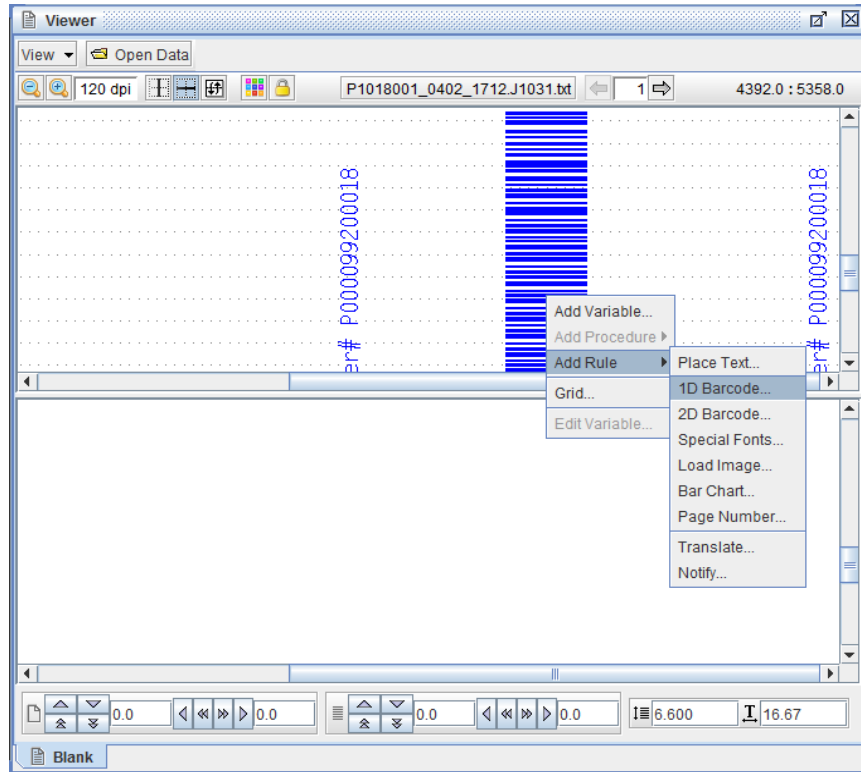 Viewer
View Open Data
120 dpi P1018001_0402_1712.J1031.txt 1 4392.0 : 5358.0
er# P000099200018
er# P000099200018
Add Variable...
Add Procedure
Add Rule
Grid...
Edit Variable...
Place Text...
1D Barcode...
2D Barcode...
Special Fonts...
Load Image...
Bar Chart...
Page Number...
Translate...
Notify...
0.0 0.0 0.0 0.0 6.600 16.67
Blank